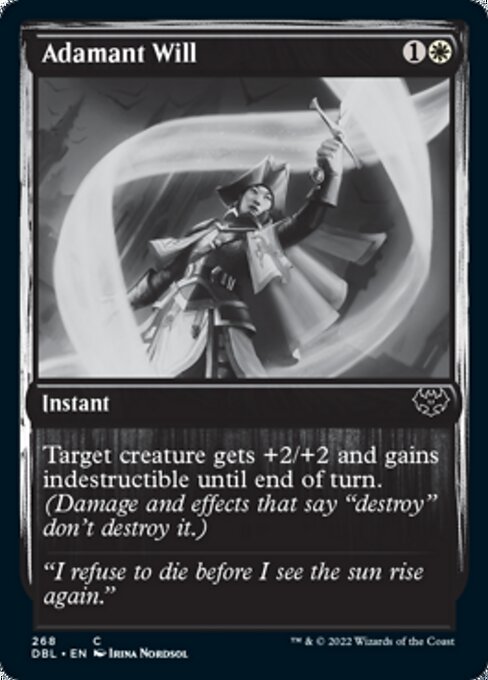 Adamant Will 1
Instant
Target creature gets +2/+2 and gains
indestructible until end of turn.
(Damage and effects that say “destroy”
don’t destroy it.)
“I refuse to die before I see the sun rise
again.”
268 C
DBL • EN Irina Nordsol
™ & © 2022 Wizards of the Coast